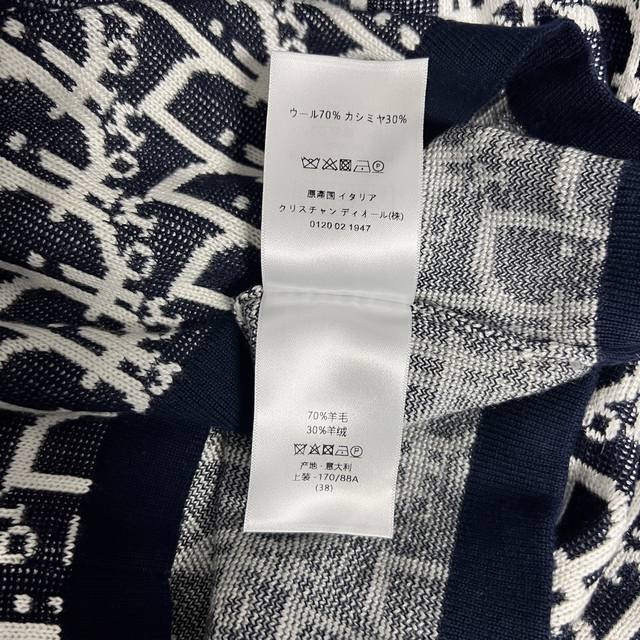 ウール70% カシミヤ30%
原産国 イタリア
クリスチャン ディオール(株)
0120 02 1947
70%羊毛
30%羊绒
产地 - 意大利
上装 - 170/88A
(38)